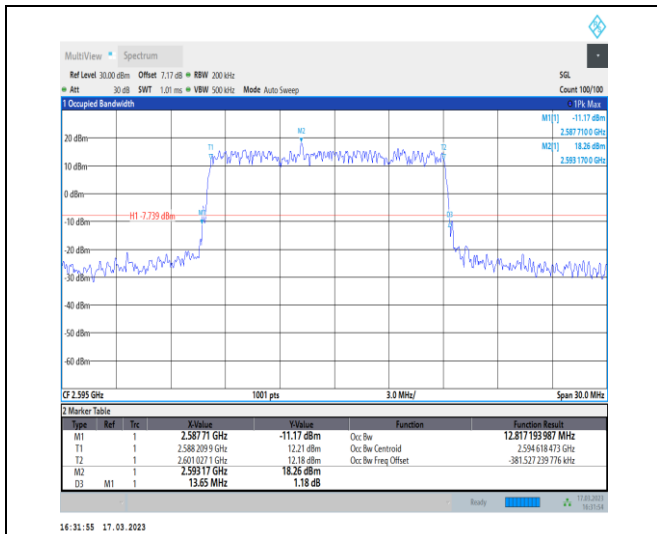 MultiView Spectrum
Ref Level 30.00 dBm Offset 7.17 dB RBW 200 kHz SGL
Att 30 dB SWT 1.01 ms VBW 500 kHz Mode Auto Sweep Count 100/100
1 Occupied Bandwidth 1Pk Max
M1[1] -11.17 dBm
2.587 710 0 GHz
M2[1] 18.26 dBm
2.593 170 0 GHz
M2
T1 T2
20 dBm
10 dBm
0 dBm
M1 D3
H1 -7.739 dBm
-10 dBm
-20 dBm
-30 dBm
-40 dBm
-50 dBm
-60 dBm
CF 2.595 GHz 1001 pts 3.0 MHz/ Span 30.0 MHz
2 Marker Table
Type Ref Trc X-Value Y-Value Function Function Result
M1 1 2.58771 GHz -11.17 dBm Occ Bw 12.817 193 987 MHz
T1 1 2.588 209 9 GHz 12.21 dBm Occ Bw Centroid 2.594 618 473 GHz
T2 1 2.601 027 1 GHz 12.18 dBm Occ Bw Freq Offset -381.527 239 776 kHz
M2 1 2.59317 GHz 18.26 dBm
D3 M1 1 13.65 MHz 1.18 dB
Ready 17.03.2023
16:31:54
16:31:55 17.03.2023